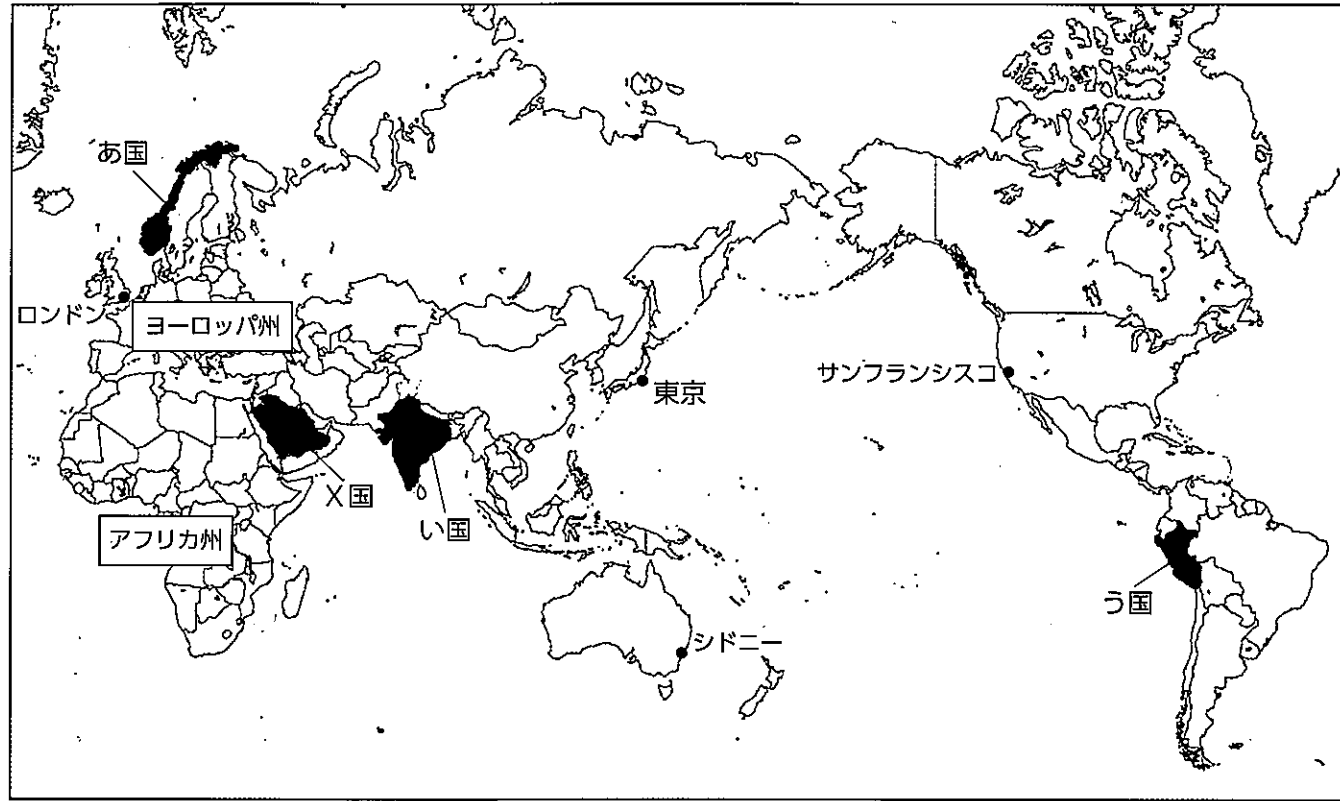 あ国
ロンドン
ヨーロッパ州
サンフランシスコ
東京
X国
い国
アフリカ州
う国
シドニー